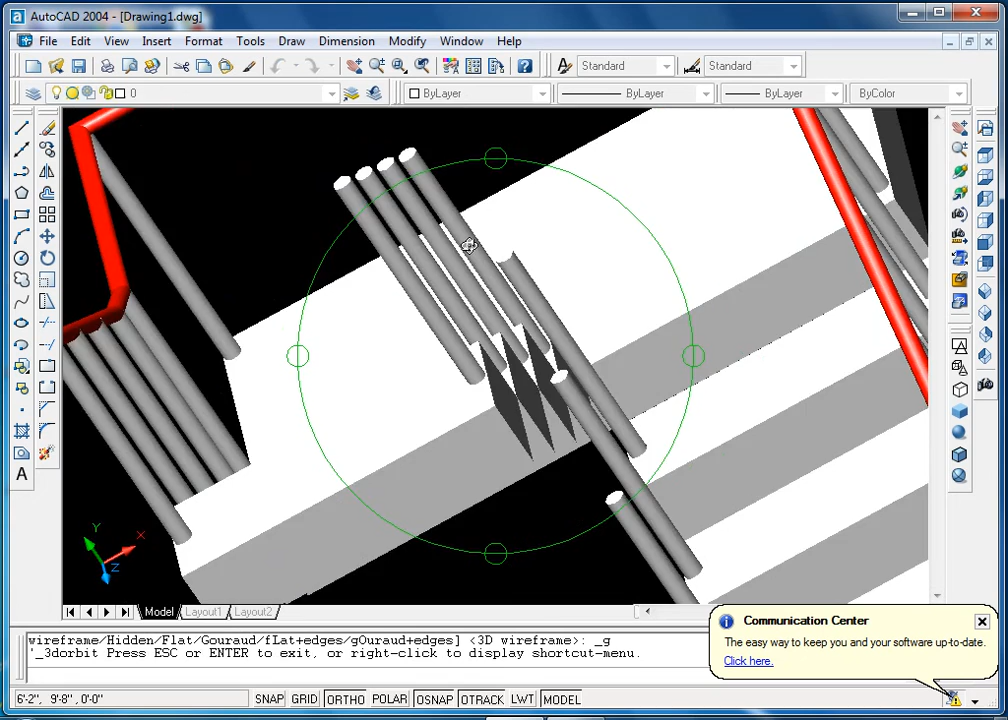 AutoCAD 2004 - [Drawing1.dwg]
File Edit View Insert Format Tools Draw Dimension Modify Window Help
Standard Standard
0 ByLayer ByLayer ByLayer ByColor
Y X
Z
Model Layout1 Layout2
wireframe/Hidden/Flat/Gouraud/fLat+edges/gOuraud+edges] <3D wireframe>: _g
'_3dorbit Press ESC or ENTER to exit, or right-click to display shortcut-menu.
Communication Center
The easy way to keep you and your software up-to-date.
Click here.
6'-2", 9'-8", 0'-0" SNAP GRID ORTHO POLAR OSNAP OTRACK LWT MODEL